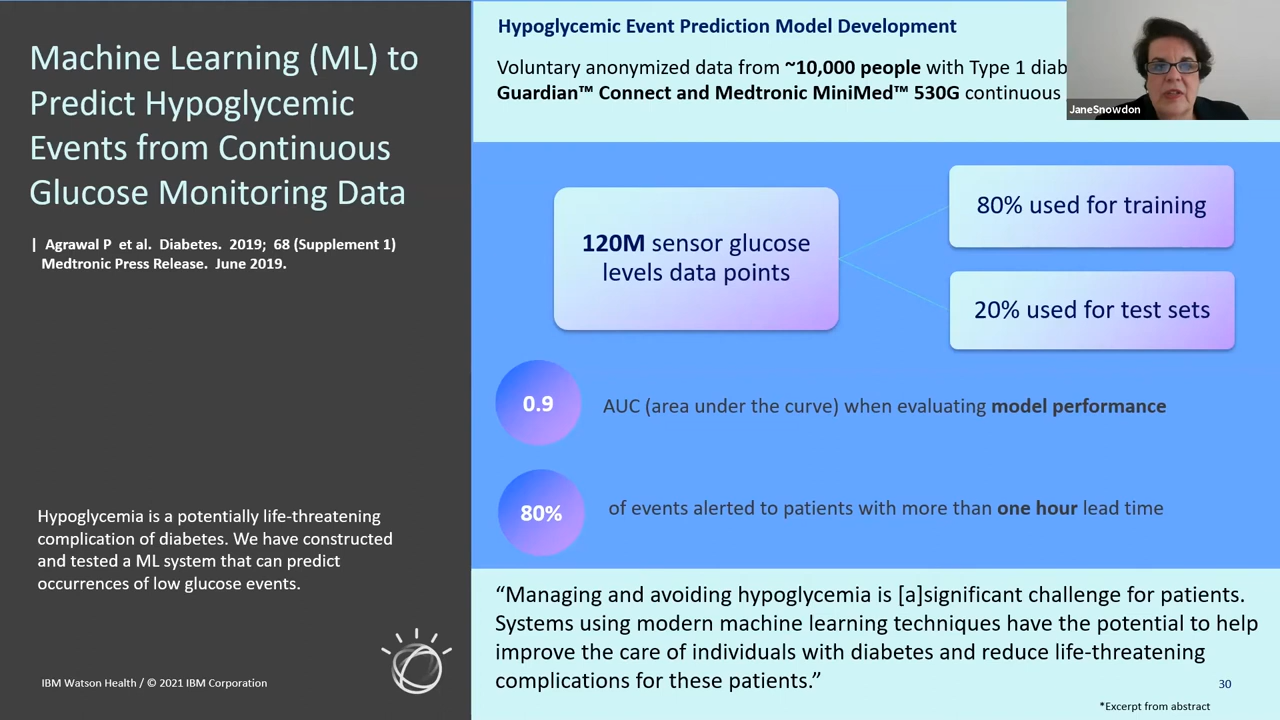 Machine Learning (ML) to
Predict Hypoglycemic
Events from Continuous
Glucose Monitoring Data
| Agrawal P et al. Diabetes. 2019; 68 (Supplement 1)
Medtronic Press Release. June 2019.
Hypoglycemia is a potentially life-threatening
complication of diabetes. We have constructed
and tested a ML system that can predict
occurrences of low glucose events.
IBM Watson Health / © 2021 IBM Corporation
Hypoglycemic Event Prediction Model Development
Voluntary anonymized data from ~10,000 people with Type 1 diab
Guardian™ Connect and Medtronic MiniMed™ 530G continuous
JaneSnowdon
120M sensor glucose
levels data points
80% used for training
20% used for test sets
0.9
AUC (area under the curve) when evaluating model performance
80%
of events alerted to patients with more than one hour lead time
“Managing and avoiding hypoglycemia is [a]significant challenge for patients.
Systems using modern machine learning techniques have the potential to help
improve the care of individuals with diabetes and reduce life-threatening
complications for these patients.”
30
*Excerpt from abstract